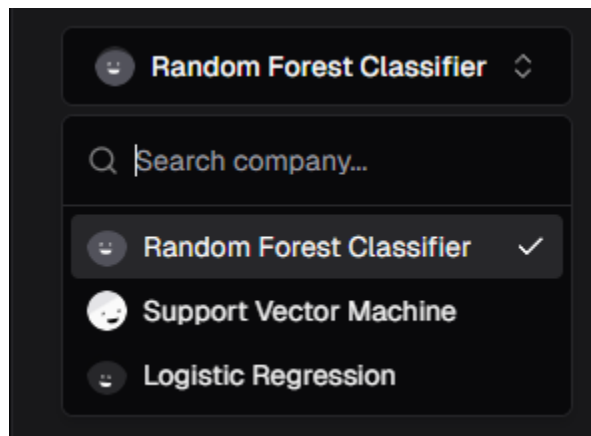 Random Forest Classifier
Search company...
Random Forest Classifier
Support Vector Machine
Logistic Regression